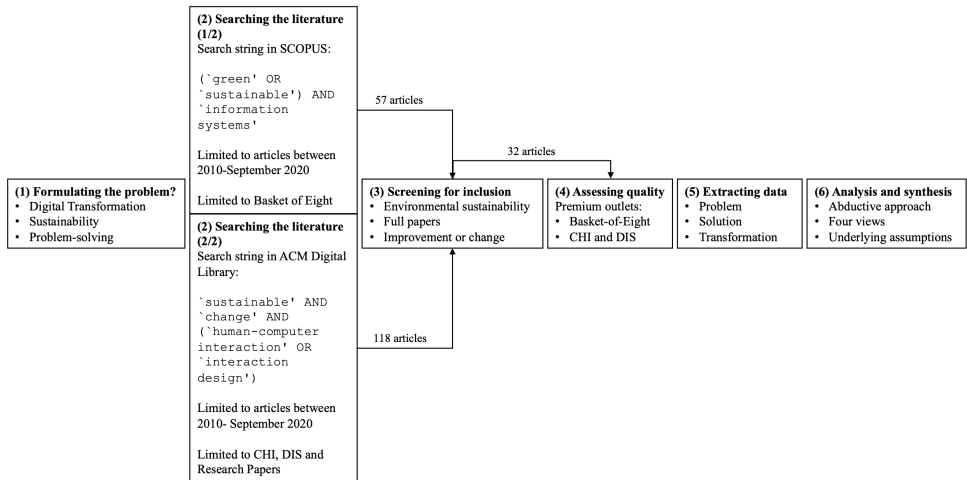 (1) Formulating the problem?
• Digital Transformation
• Sustainability
• Problem-solving
(2) Searching the literature
(1/2)
Search string in SCOPUS:
(`green' OR
`sustainable') AND
`information
systems'
Limited to articles between
2010-September 2020
Limited to Basket of Eight
(2) Searching the literature
(2/2)
Search string in ACM Digital
Library:
`sustainable' AND
`change' AND
(`human-computer
interaction' OR
`interaction
design')
Limited to articles between
2010- September 2020
Limited to CHI, DIS and
Research Papers
57 articles
118 articles
(3) Screening for inclusion
• Environmental sustainability
• Full papers
• Improvement or change
32 articles
(4) Assessing quality
Premium outlets:
• Basket-of-Eight
• CHI and DIS
(5) Extracting data
• Problem
• Solution
• Transformation
(6) Analysis and synthesis
• Abductive approach
• Four views
• Underlying assumptions